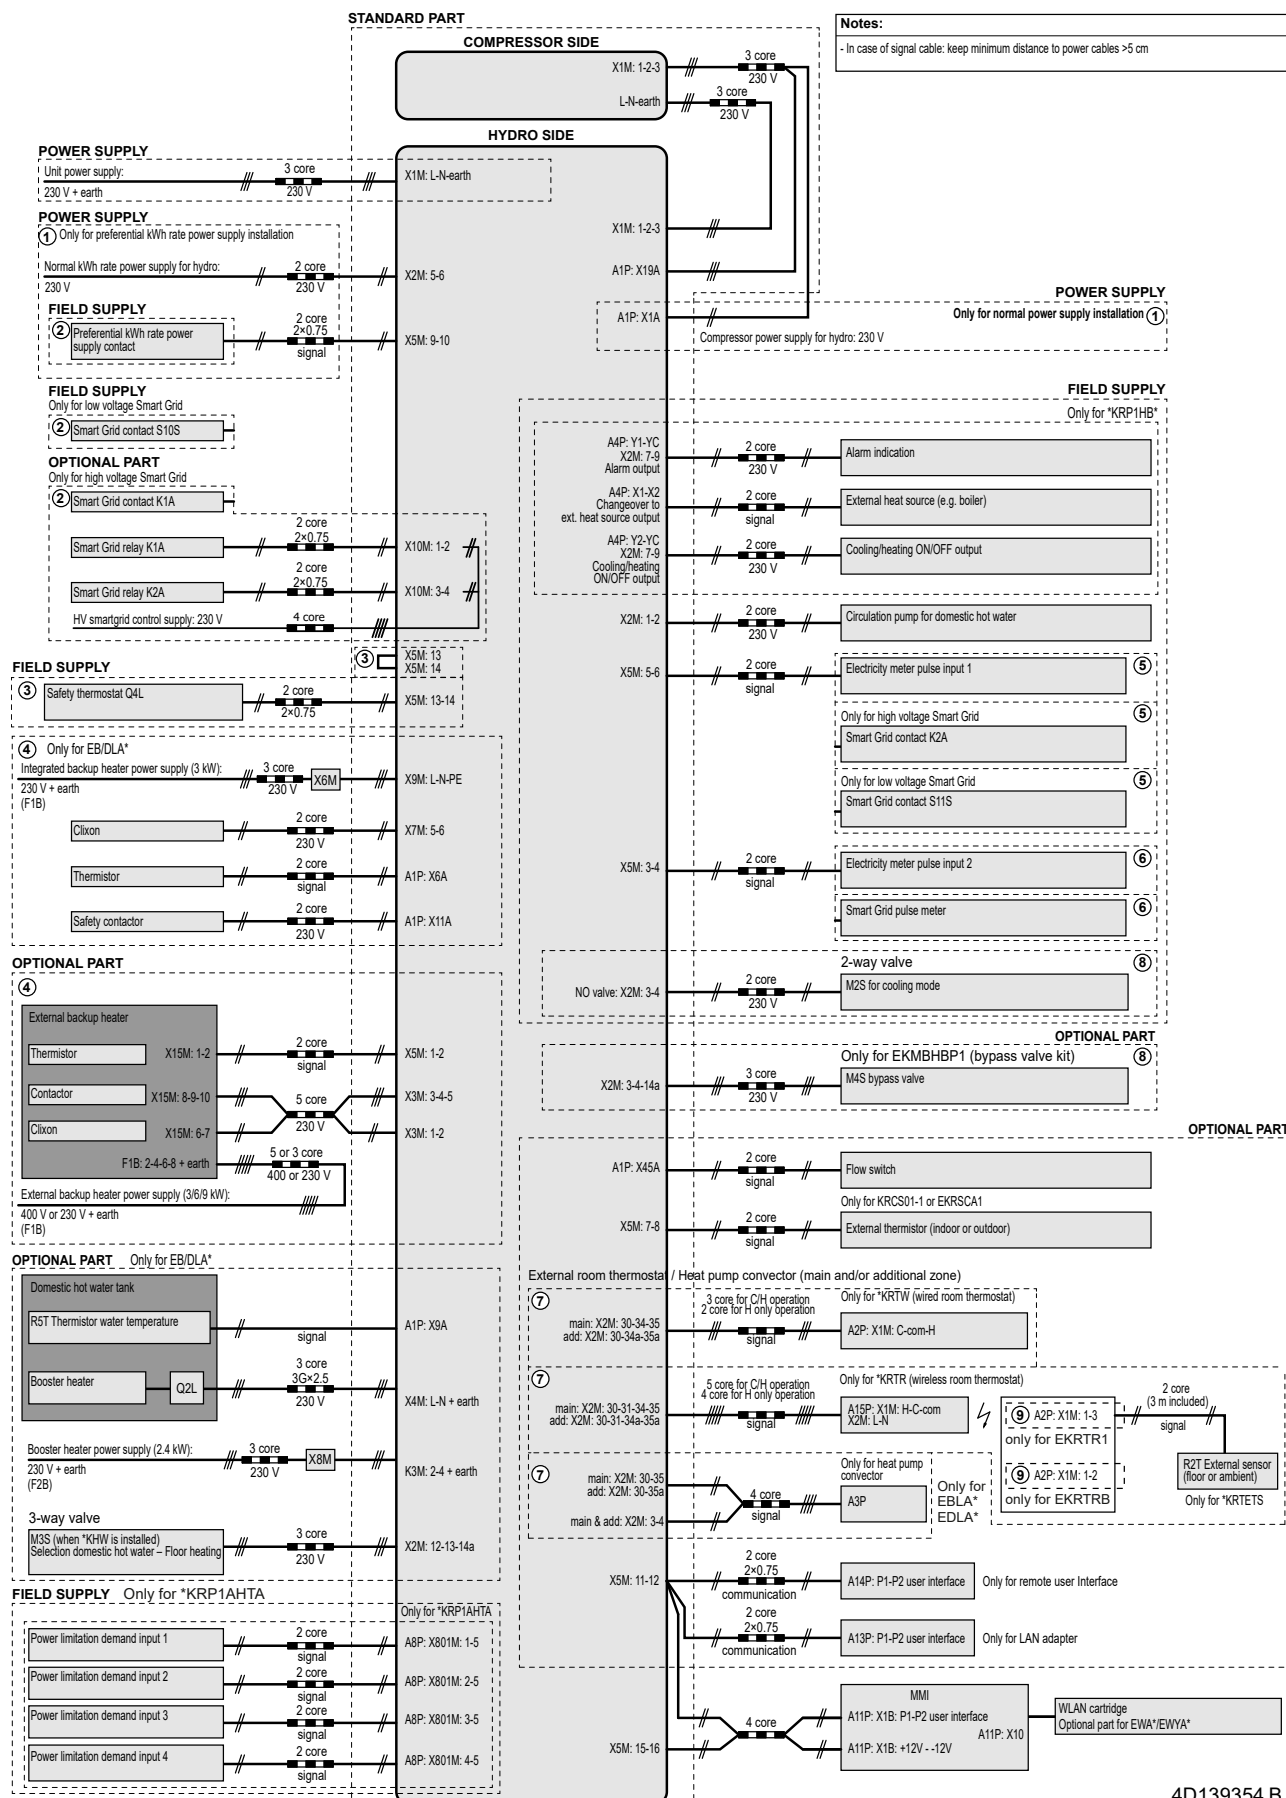 STANDARD PART
Notes:
- In case of signal cable: keep minimum distance to power cables >5 cm
COMPRESSOR SIDE
X1M: 1-2-3
3 core
230 V
L-N-earth
3 core
230 V
HYDRO SIDE
POWER SUPPLY
Unit power supply:
230 V + earth
3 core
230 V
X1M: L-N-earth
POWER SUPPLY
1 Only for preferential kWh rate power supply installation
Normal kWh rate power supply for hydro:
230 V
2 core
230 V
X2M: 5-6
FIELD SUPPLY
2 Preferential kWh rate power
supply contact
2 core
2×0.75
signal
X5M: 9-10
X1M: 1-2-3
A1P: X19A
A1P: X1A
POWER SUPPLY
Only for normal power supply installation 1
Compressor power supply for hydro: 230 V
FIELD SUPPLY
Only for low voltage Smart Grid
2 Smart Grid contact S10S
OPTIONAL PART
Only for high voltage Smart Grid
2 Smart Grid contact K1A
Smart Grid relay K1A
2 core
2×0.75
X10M: 1-2
Smart Grid relay K2A
2 core
2×0.75
X10M: 3-4
HV smartgrid control supply: 230 V
4 core
3
X5M: 13
X5M: 14
FIELD SUPPLY
3 Safety thermostat Q4L
2 core
2×0.75
X5M: 13-14
4 Only for EB/DLA*
Integrated backup heater power supply (3 kW):
230 V + earth
(F1B)
3 core
230 V
X6M
X9M: L-N-PE
Clixon
2 core
230 V
X7M: 5-6
Thermistor
2 core
signal
A1P: X6A
Safety contactor
2 core
230 V
A1P: X11A
OPTIONAL PART
4
External backup heater
Thermistor
X15M: 1-2
2 core
signal
X5M: 1-2
Contactor
X15M: 8-9-10
5 core
230 V
X3M: 3-4-5
Clixon
X15M: 6-7
X3M: 1-2
F1B: 2-4-6-8 + earth
5 or 3 core
400 or 230 V
External backup heater power supply (3/6/9 kW):
400 V or 230 V + earth
(F1B)
OPTIONAL PART Only for EB/DLA*
Domestic hot water tank
R5T Thermistor water temperature
signal
A1P: X9A
Booster heater
Q2L
3 core
3G×2.5
230 V
X4M: L-N + earth
Booster heater power supply (2.4 kW):
230 V + earth
(F2B)
3 core
230 V
X8M
K3M: 2-4 + earth
3-way valve
M3S (when *KHW is installed)
Selection domestic hot water – Floor heating
3 core
230 V
X2M: 12-13-14a
FIELD SUPPLY Only for *KRP1AHTA
Only for *KRP1AHTA
Power limitation demand input 1
2 core
signal
A8P: X801M: 1-5
Power limitation demand input 2
2 core
signal
A8P: X801M: 2-5
Power limitation demand input 3
2 core
signal
A8P: X801M: 3-5
Power limitation demand input 4
2 core
signal
A8P: X801M: 4-5
FIELD SUPPLY
Only for *KRP1HB*
A4P: Y1-YC
X2M: 7-9
Alarm output
2 core
230 V
Alarm indication
A4P: X1-X2
Changeover to
ext. heat source output
2 core
signal
External heat source (e.g. boiler)
A4P: Y2-YC
X2M: 7-9
Cooling/heating
ON/OFF output
2 core
230 V
Cooling/heating ON/OFF output
X2M: 1-2
2 core
230 V
Circulation pump for domestic hot water
X5M: 5-6
2 core
signal
Electricity meter pulse input 1
5
Only for high voltage Smart Grid
5
Smart Grid contact K2A
Only for low voltage Smart Grid
5
Smart Grid contact S11S
X5M: 3-4
2 core
signal
Electricity meter pulse input 2
6
Smart Grid pulse meter
6
2-way valve
8
NO valve: X2M: 3-4
2 core
230 V
M2S for cooling mode
OPTIONAL PART
Only for EKMBHBP1 (bypass valve kit)
8
X2M: 3-4-14a
3 core
230 V
M4S bypass valve
OPTIONAL PART
A1P: X45A
2 core
signal
Flow switch
Only for KRCS01-1 or EKRSCA1
X5M: 7-8
2 core
signal
External thermistor (indoor or outdoor)
External room thermostat / Heat pump convector (main and/or additional zone)
7
3 core for C/H operation
2 core for H only operation
signal
Only for *KRTW (wired room thermostat)
main: X2M: 30-34-35
add: X2M: 30-34a-35a
A2P: X1M: C-com-H
7
5 core for C/H operation
4 core for H only operation
signal
Only for *KRTR (wireless room thermostat)
main: X2M: 30-31-34-35
add: X2M: 30-31-34a-35a
A15P: X1M: H-C-com
X2M: L-N
9 A2P: X1M: 1-3
only for EKRTR1
9 A2P: X1M: 1-2
only for EKRTRB
2 core
(3 m included)
signal
R2T External sensor
(floor or ambient)
Only for *KRTETS
7
main: X2M: 30-35
add: X2M: 30-35a
main & add: X2M: 3-4
4 core
signal
Only for heat pump
convector
A3P
Only for
EBLA*
EDLA*
X5M: 11-12
2 core
2×0.75
communication
A14P: P1-P2 user interface
Only for remote user Interface
2 core
2×0.75
communication
A13P: P1-P2 user interface
Only for LAN adapter
X5M: 15-16
4 core
MMI
A11P: X1B: P1-P2 user interface
A11P: X10
A11P: X1B: +12V - -12V
WLAN cartridge
Optional part for EWA*/EWYA*
4D139354 B